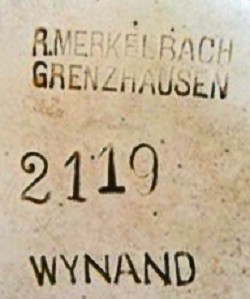 R.MERKELBACH
GRENZHAUSEN
2119
WYNAND